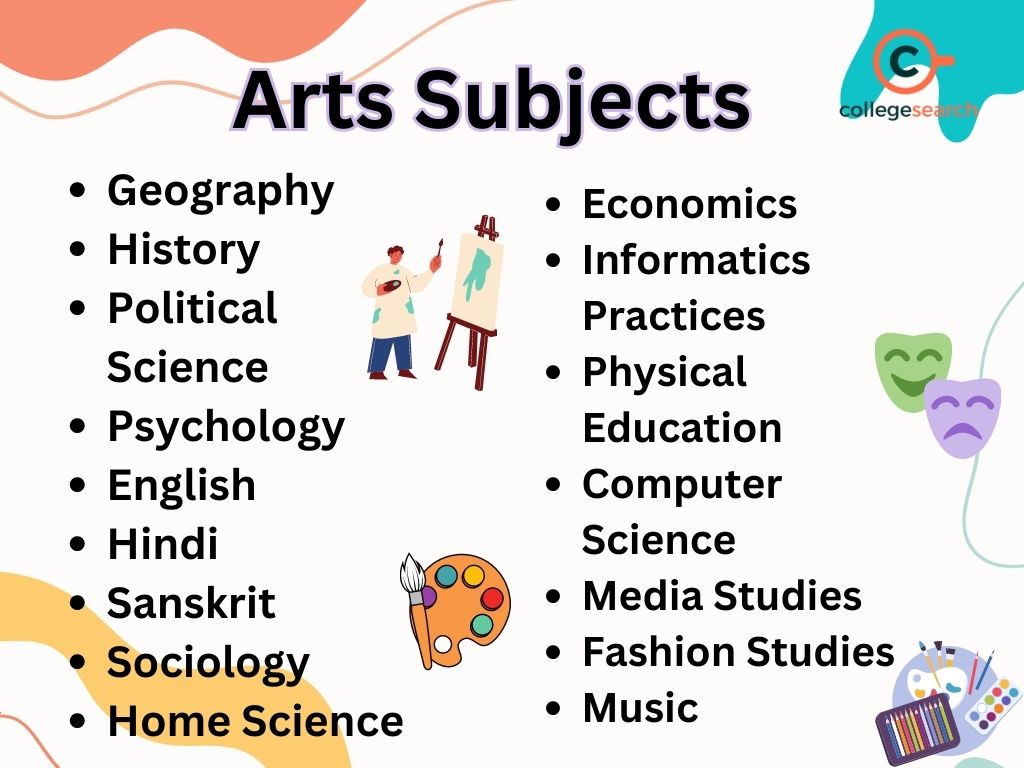 Arts Subjects
C
collegesearch
• Geography
• History
• Political
Science
• Psychology
• English
• Hindi
• Sanskrit
• Sociology
• Home Science
• Economics
• Informatics
Practices
• Physical
Education
• Computer
Science
• Media Studies
• Fashion Studies
• Music